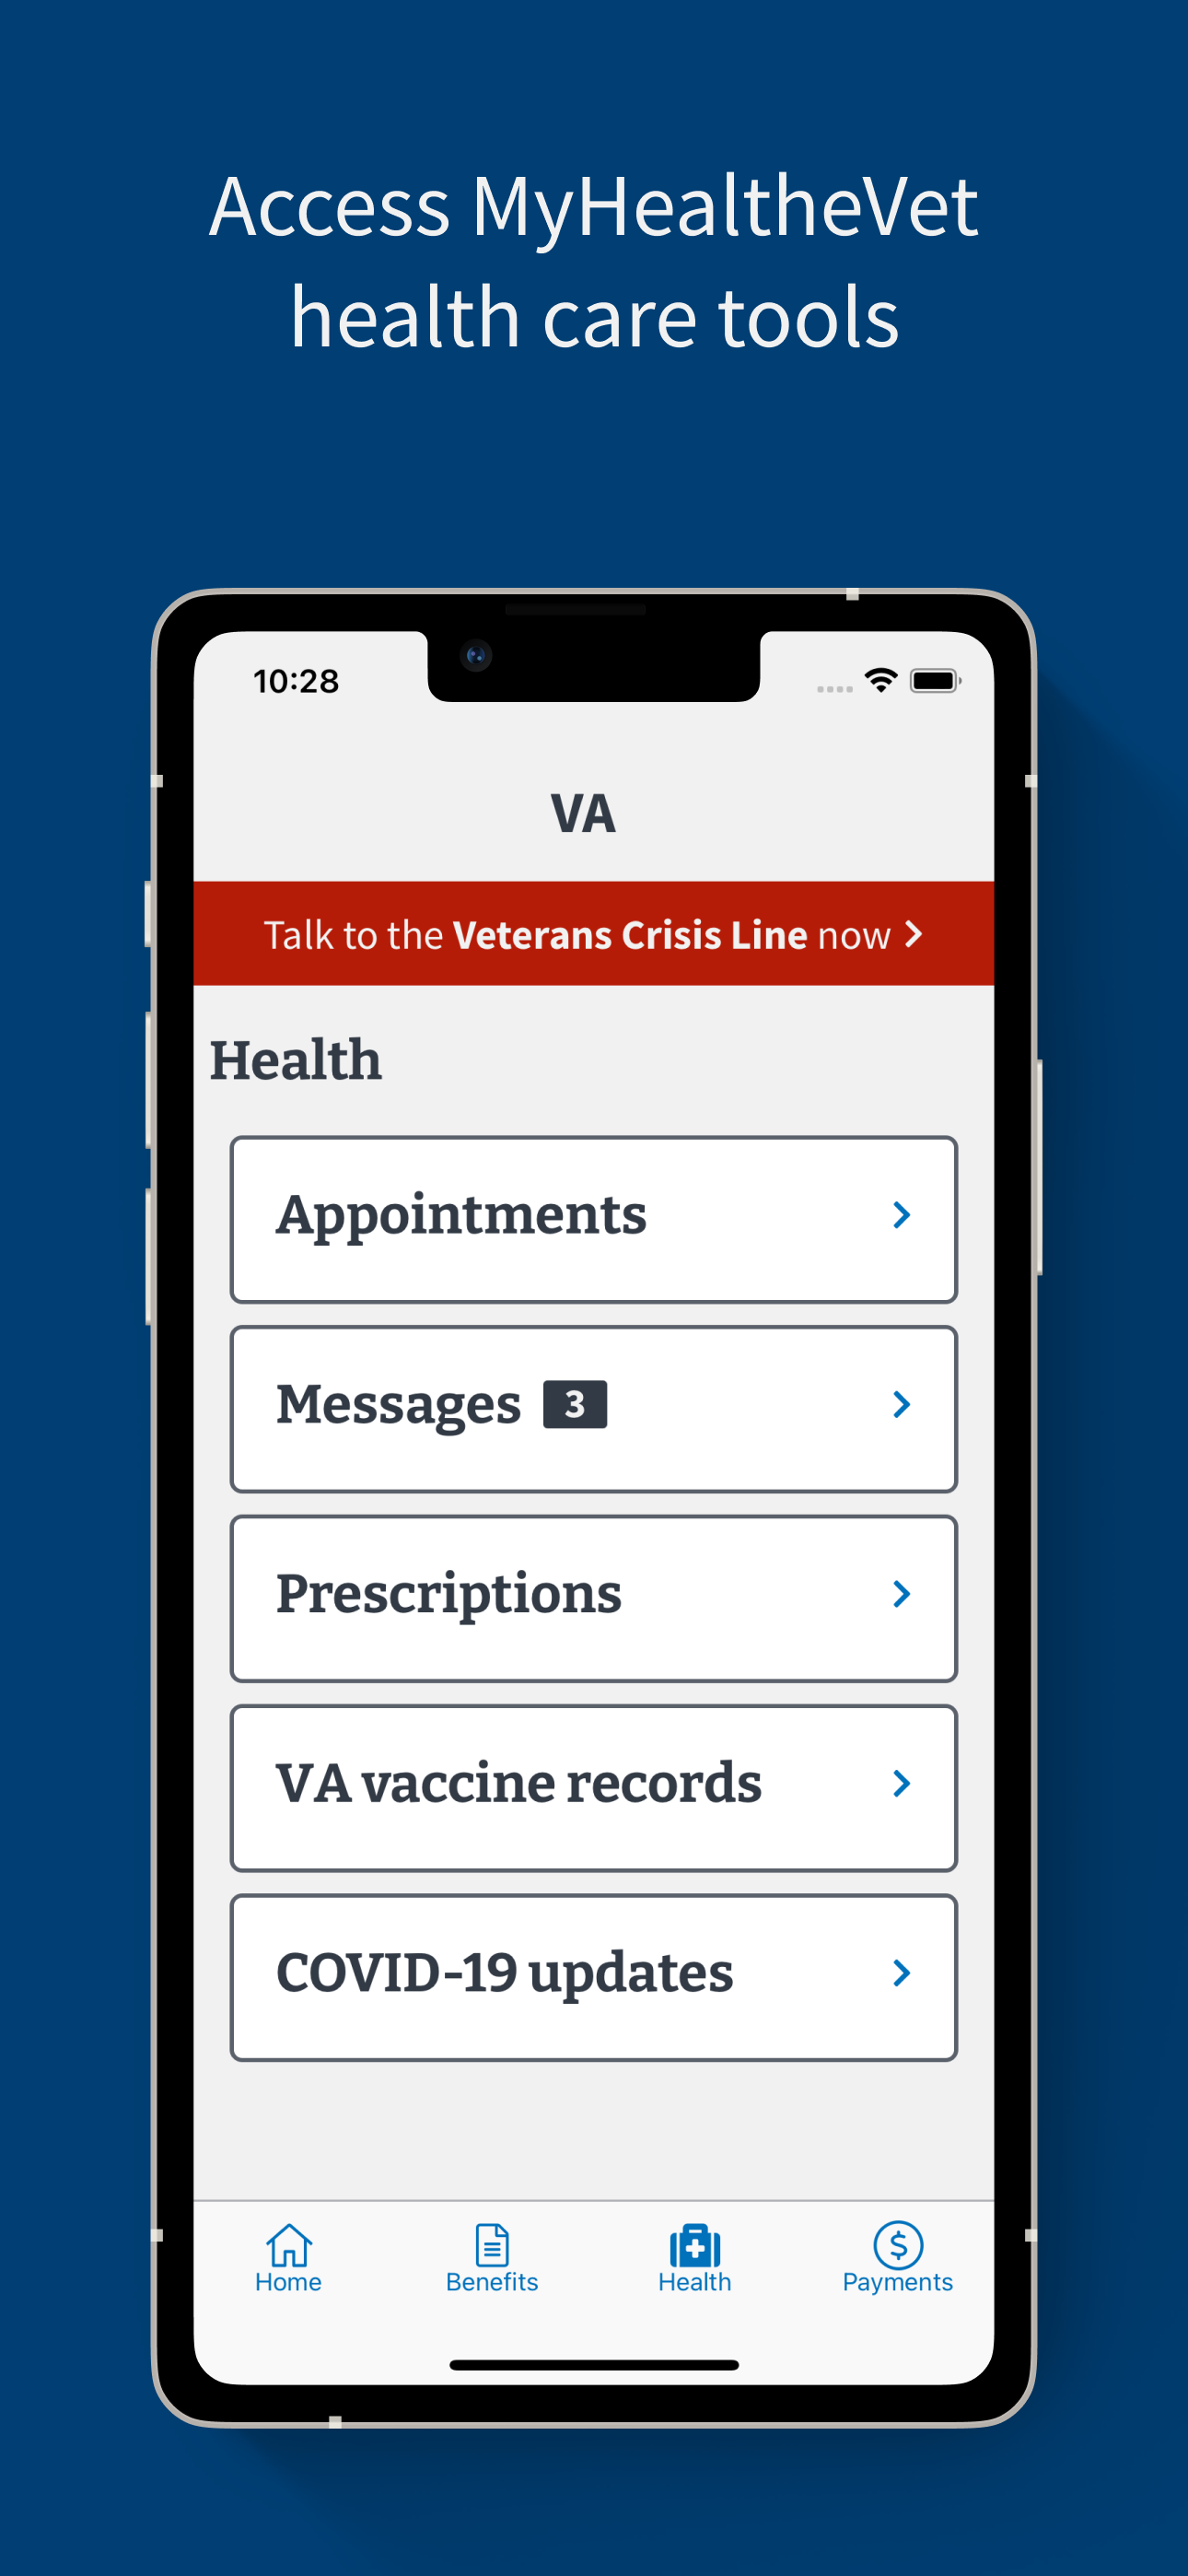 Access MyHealtheVet
health care tools
10:28
VA
Talk to the Veterans Crisis Line now
Health
Appointments
Messages 3
Prescriptions
VA vaccine records
COVID-19 updates
Home Benefits Health Payments